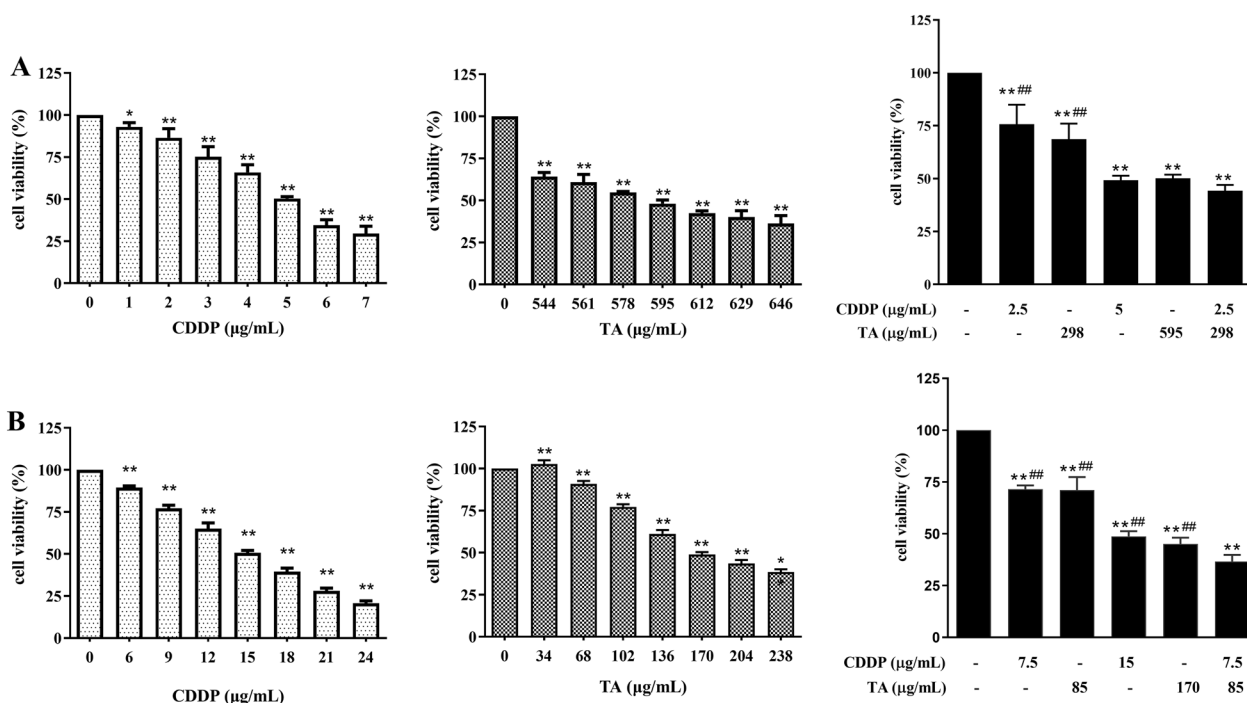 A
cell viability (%)
125
100
75
50
25
0
* ** ** ** ** ** **
0 1 2 3 4 5 6 7
CDDP (μg/mL)
cell viability (%)
125
100
75
50
25
0
** ** ** ** ** ** **
0 544 561 578 595 612 629 646
TA (μg/mL)
cell viability (%)
125
100
75
50
25
0
**## **## ** ** **
CDDP (μg/mL) - 2.5 - 5 - 2.5
TA (μg/mL) - - 298 - 595 298
B
cell viability (%)
125
100
75
50
25
0
** ** ** ** ** ** **
0 6 9 12 15 18 21 24
CDDP (μg/mL)
cell viability (%)
125
100
75
50
25
0
** ** ** ** ** ** * *
0 34 68 102 136 170 204 238
TA (μg/mL)
cell viability (%)
125
100
75
50
25
0
**## **## **## **## **
CDDP (μg/mL) - 7.5 - 15 - 7.5
TA (μg/mL) - - 85 - 170 85